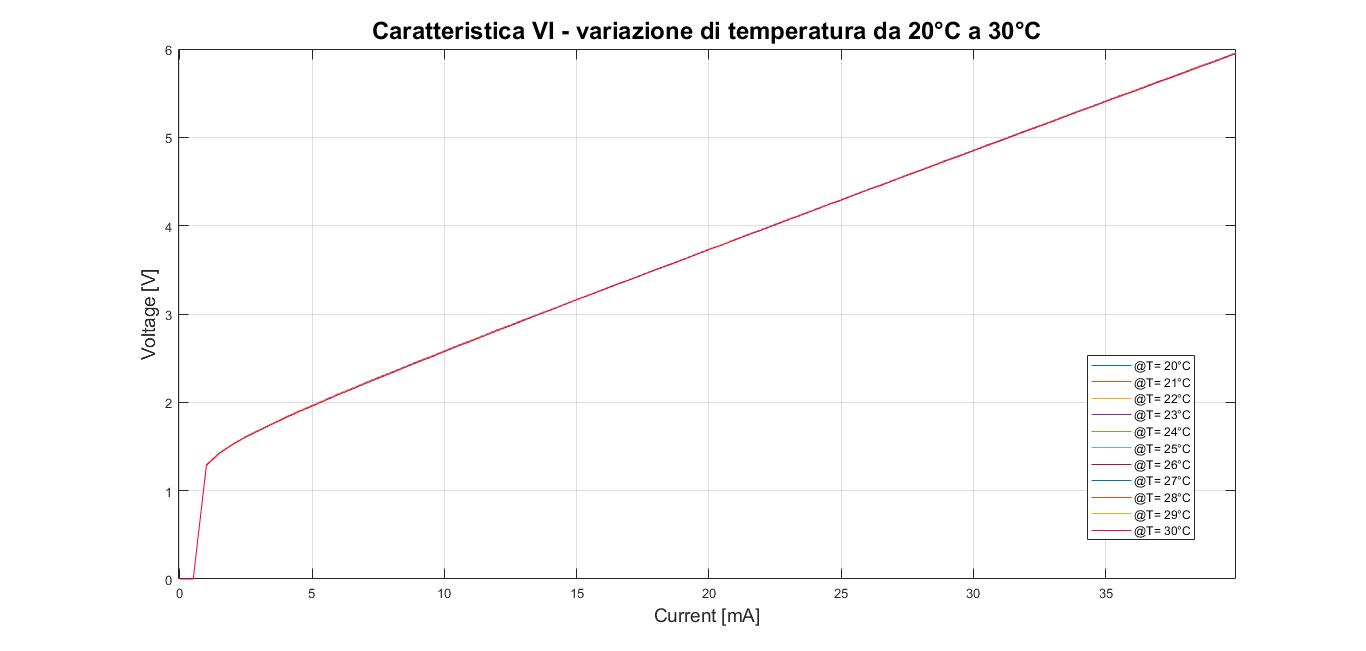 Caratteristica VI - variazione di temperatura da 20°C a 30°C
6
5
4
3
2
1
0
Voltage [V]
0 5 10 15 20 25 30 35
Current [mA]
@T= 20°C
@T= 21°C
@T= 22°C
@T= 23°C
@T= 24°C
@T= 25°C
@T= 26°C
@T= 27°C
@T= 28°C
@T= 29°C
@T= 30°C